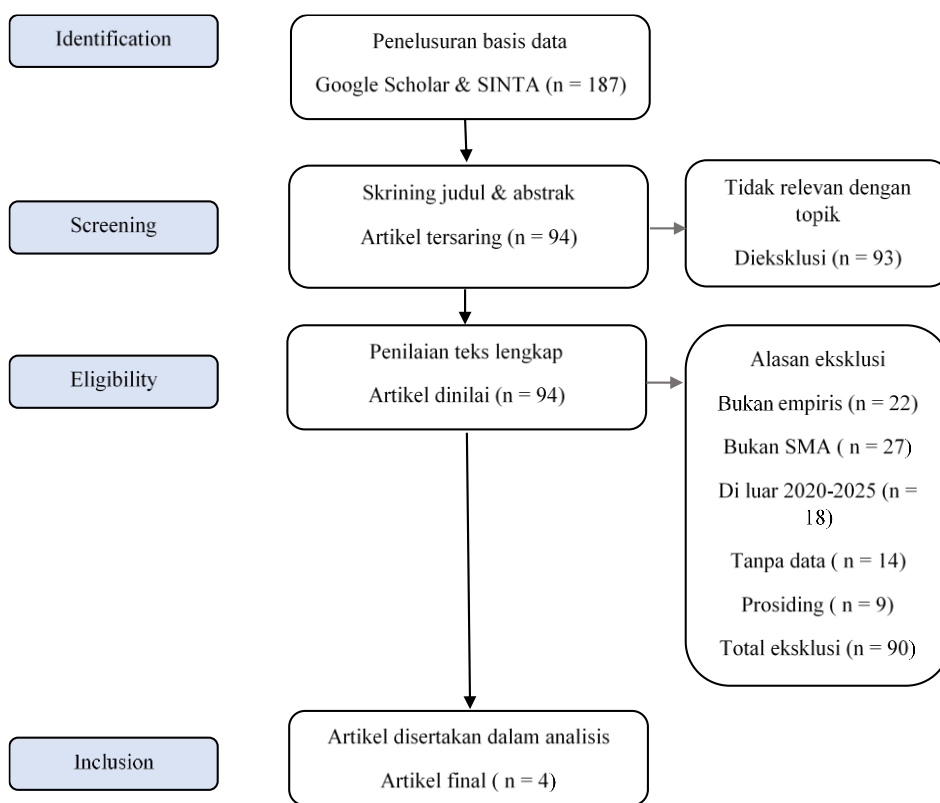 Identification
Penelusuran basis data
Google Scholar & SINTA (n = 187)
Screening
Skrining judul & abstrak
Artikel tersaring (n = 94)
Tidak relevan dengan
topik
Dieksklusi (n = 93)
Eligibility
Penilaian teks lengkap
Artikel dinilai (n = 94)
Alasan eksklusi
Bukan empiris (n = 22)
Bukan SMA ( n = 27)
Di luar 2020-2025 (n =
18)
Tanpa data ( n = 14)
Prosiding ( n = 9)
Total eksklusi (n = 90)
Inclusion
Artikel disertakan dalam analisis
Artikel final ( n = 4)